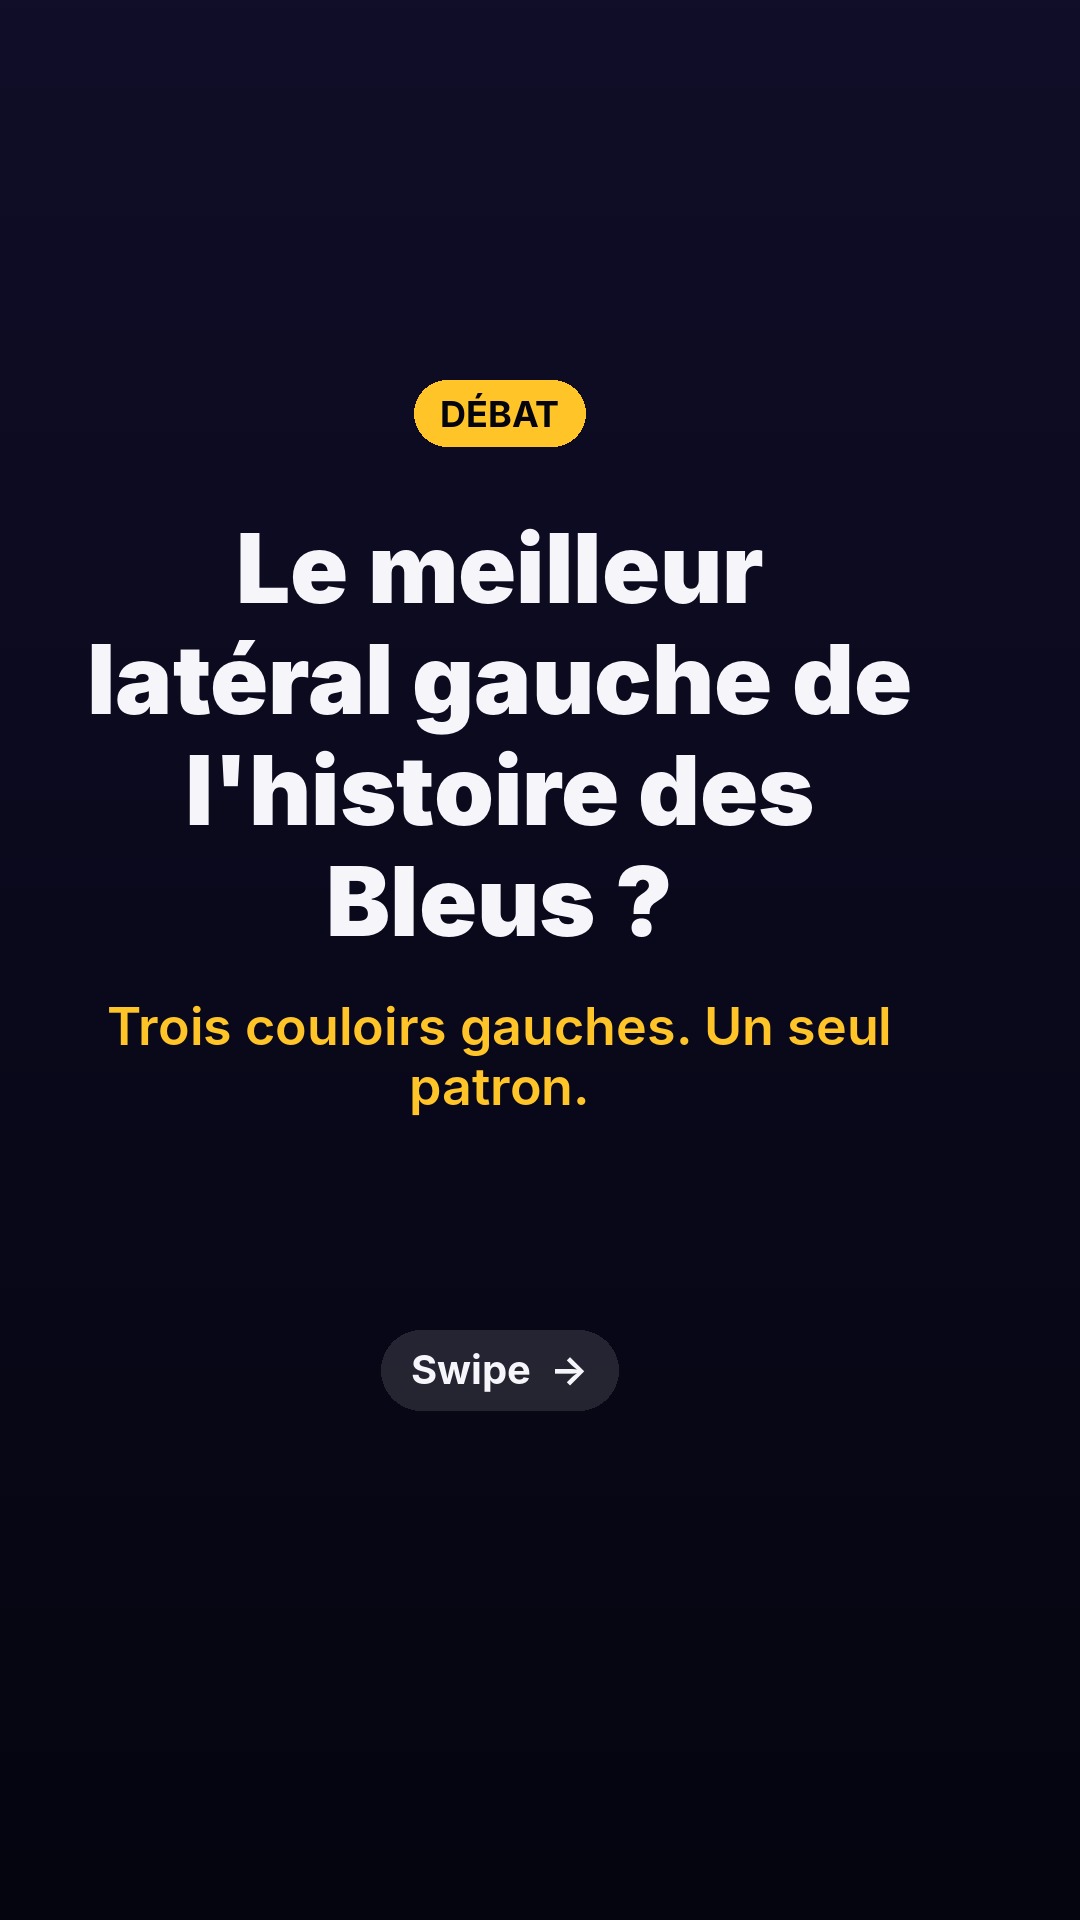 DÉBAT
Le meilleur
latéral gauche de
l'histoire des
Bleus ?
Trois couloirs gauches. Un seul
patron.
Swipe →